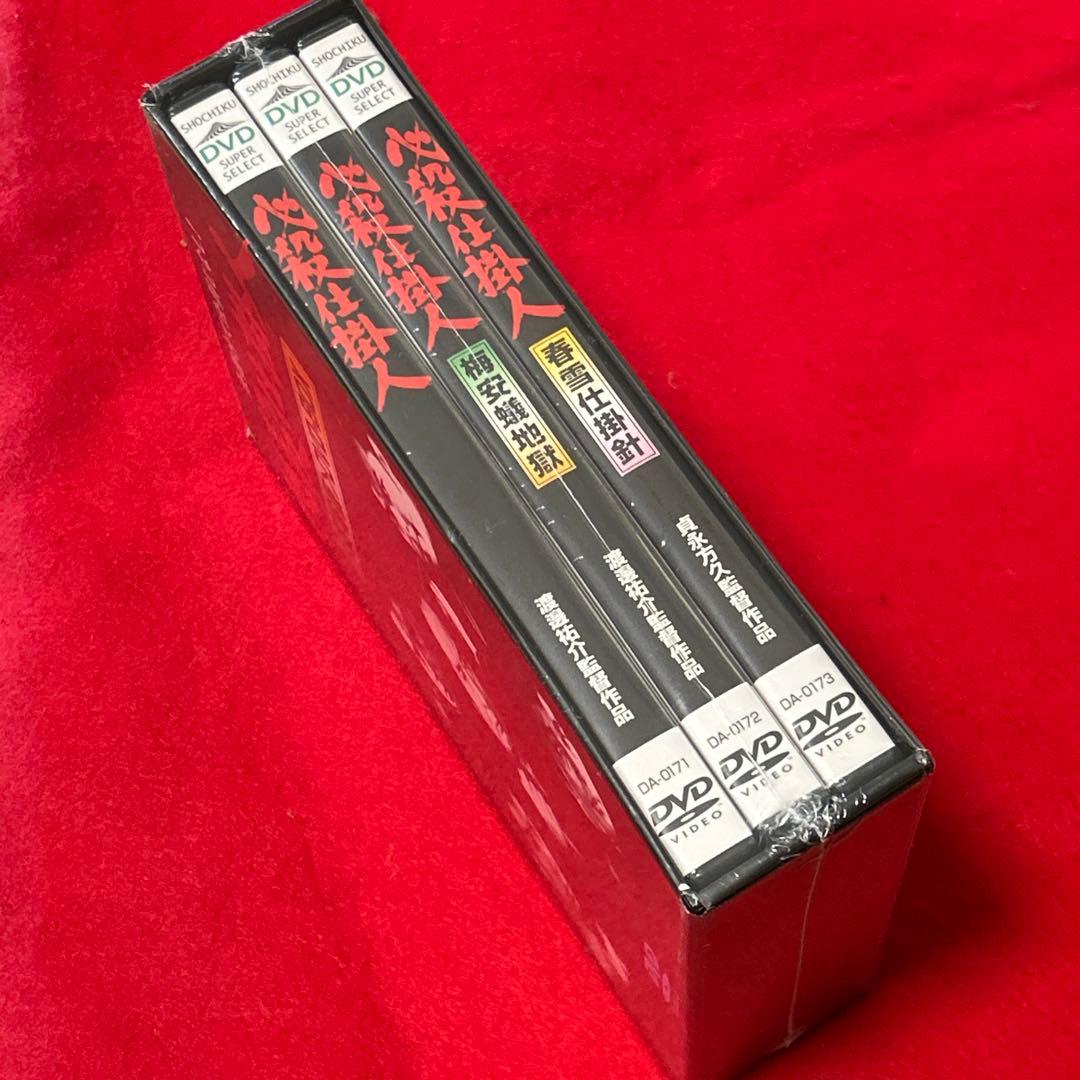 SHOCHIKU
DVD
SUPER
SELECT
必殺仕掛人
渡邊祐介監督作品
DA-0171
DVD
VIDEO
SHOCHIKU
DVD
SUPER
SELECT
必殺仕掛人
梅安蟻地獄
渡邊祐介監督作品
DA-0172
DVD
VIDEO
SHOCHIKU
DVD
SUPER
SELECT
必殺仕掛人
春雪仕掛針
貞永方久監督作品
DA-0173
DVD
VIDEO